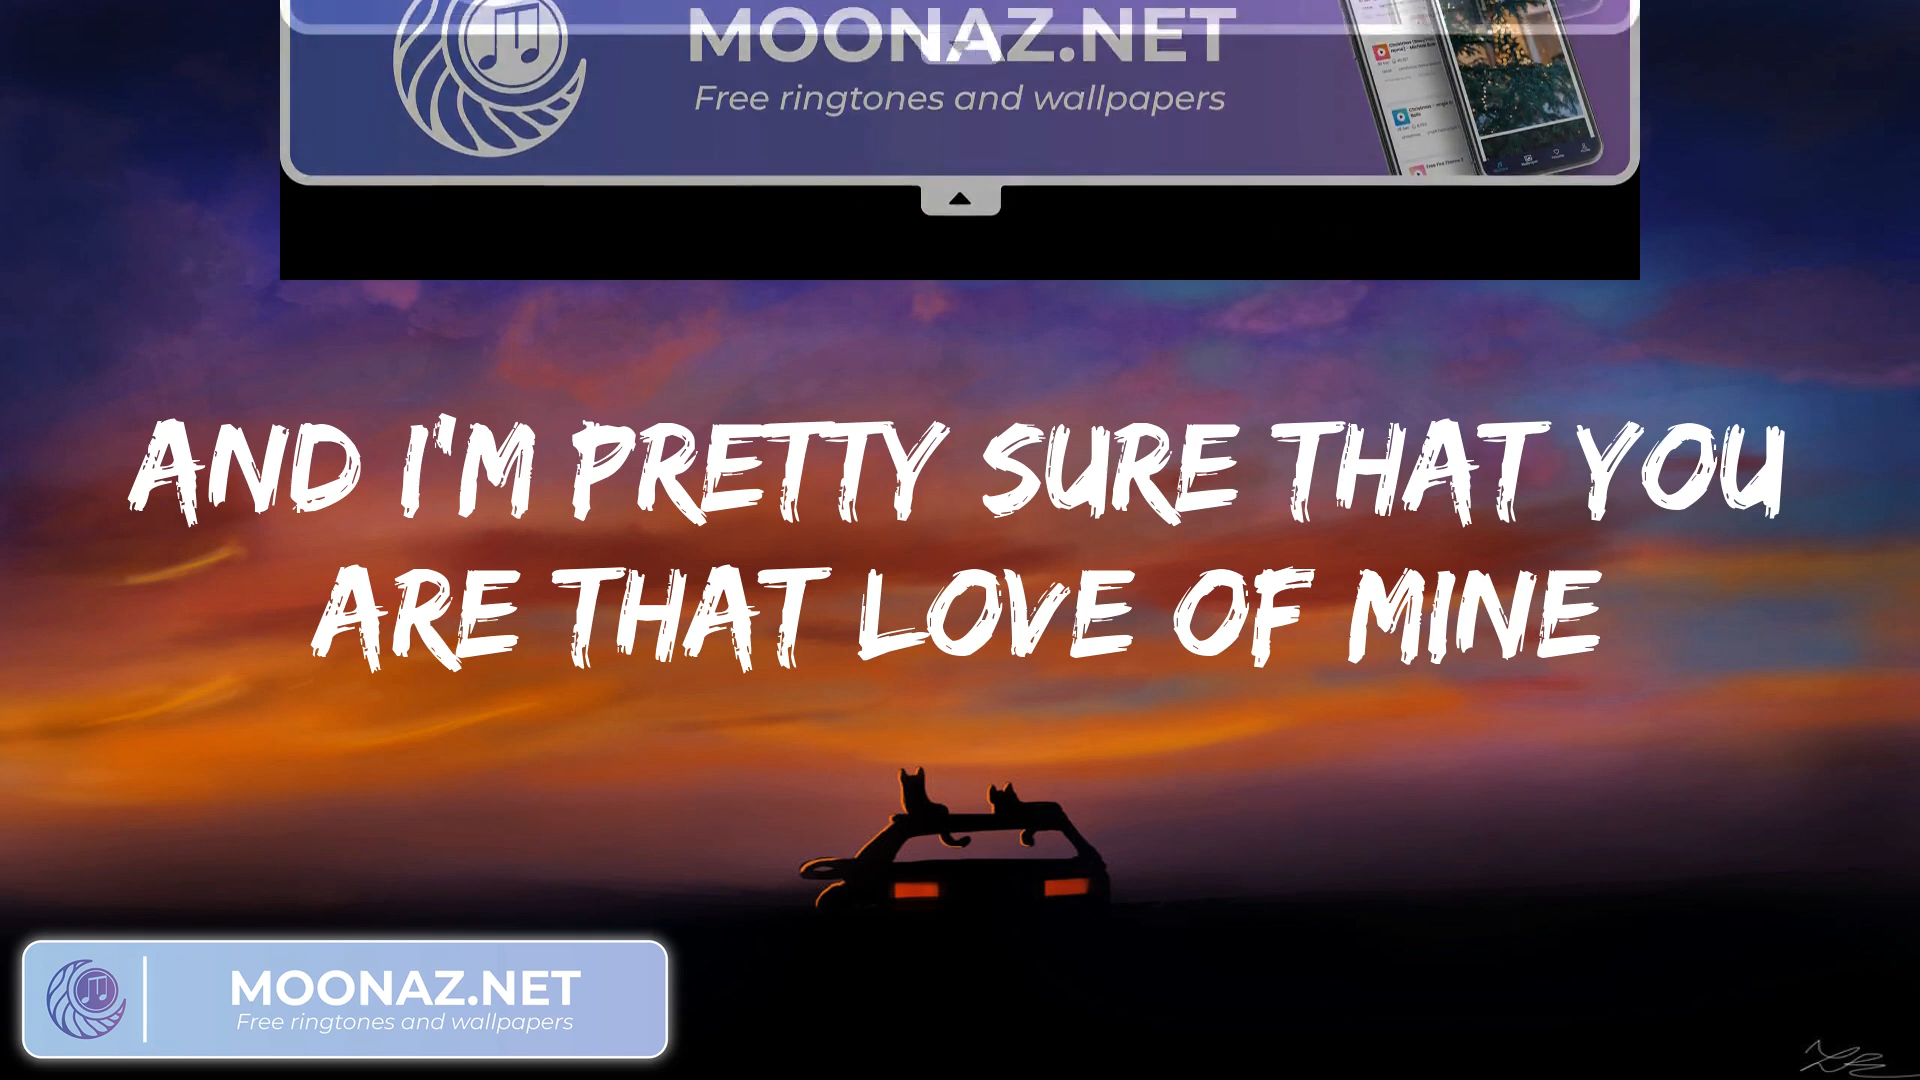 MOONAZ.NET
Free ringtones and wallpapers
AND I'M PRETTY SURE THAT YOU
ARE THAT LOVE OF MINE
MOONAZ.NET
Free ringtones and wallpapers